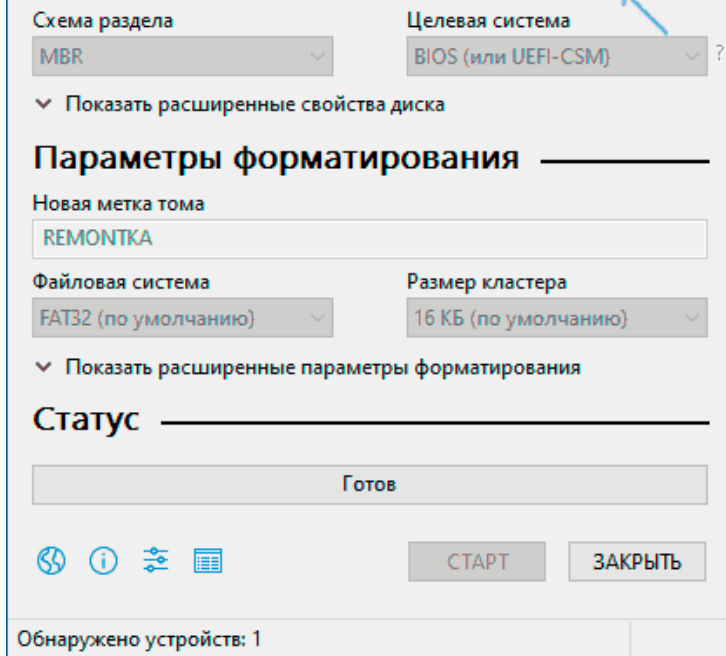 Схема раздела Целевая система
MBR BIOS (или UEFI-CSM) ?
Показать расширенные свойства диска
Параметры форматирования
Новая метка тома
REMONTKA
Файловая система Размер кластера
FAT32 (по умолчанию) 16 КБ (по умолчанию)
Показать расширенные параметры форматирования
Статус
Готов
СТАРТ ЗАКРЫТЬ
Обнаружено устройств: 1